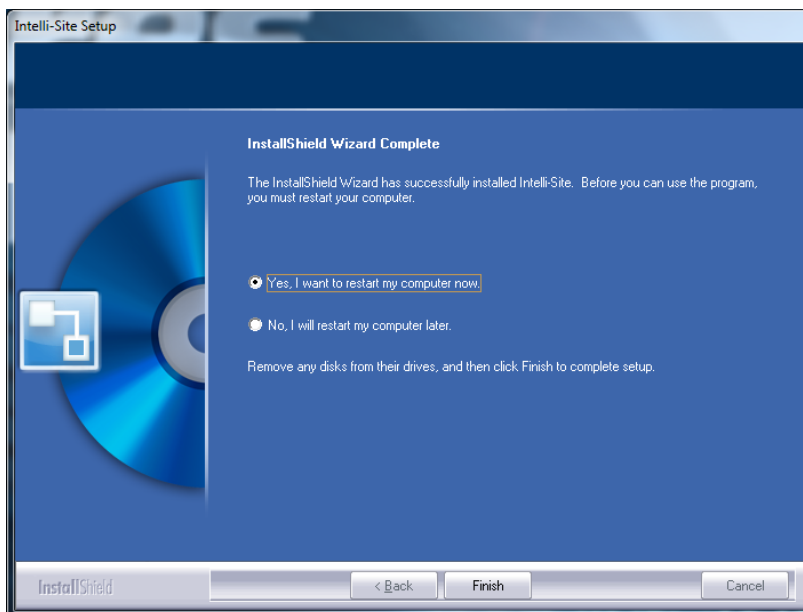 Intelli-Site Setup
InstallShield Wizard Complete
The InstallShield Wizard has successfully installed Intelli-Site. Before you can use the program,
you must restart your computer.
Yes, I want to restart my computer now.
No, I will restart my computer later.
Remove any disks from their drives, and then click Finish to complete setup.
InstallShield
< Back
Finish
Cancel